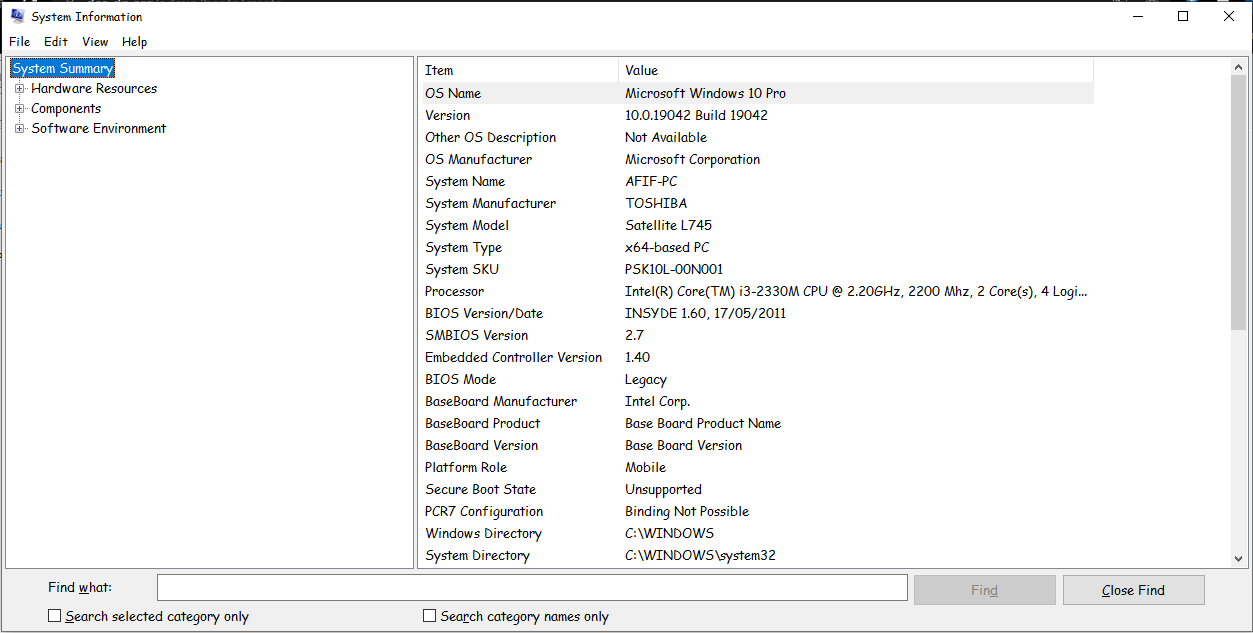 System Information
File Edit View Help
System Summary
Hardware Resources
Components
Software Environment
Item Value
OS Name Microsoft Windows 10 Pro
Version 10.0.19042 Build 19042
Other OS Description Not Available
OS Manufacturer Microsoft Corporation
System Name AFIF-PC
System Manufacturer TOSHIBA
System Model Satellite L745
System Type x64-based PC
System SKU PSK10L-00N001
Processor Intel(R) Core(TM) i3-2330M CPU @ 2.20GHz, 2200 Mhz, 2 Core(s), 4 Logi...
BIOS Version/Date INSYDE 1.60, 17/05/2011
SMBIOS Version 2.7
Embedded Controller Version 1.40
BIOS Mode Legacy
BaseBoard Manufacturer Intel Corp.
BaseBoard Product Base Board Product Name
BaseBoard Version Base Board Version
Platform Role Mobile
Secure Boot State Unsupported
PCR7 Configuration Binding Not Possible
Windows Directory C:\WINDOWS
System Directory C:\WINDOWS\system32
Find what: Find Close Find
Search selected category only Search category names only